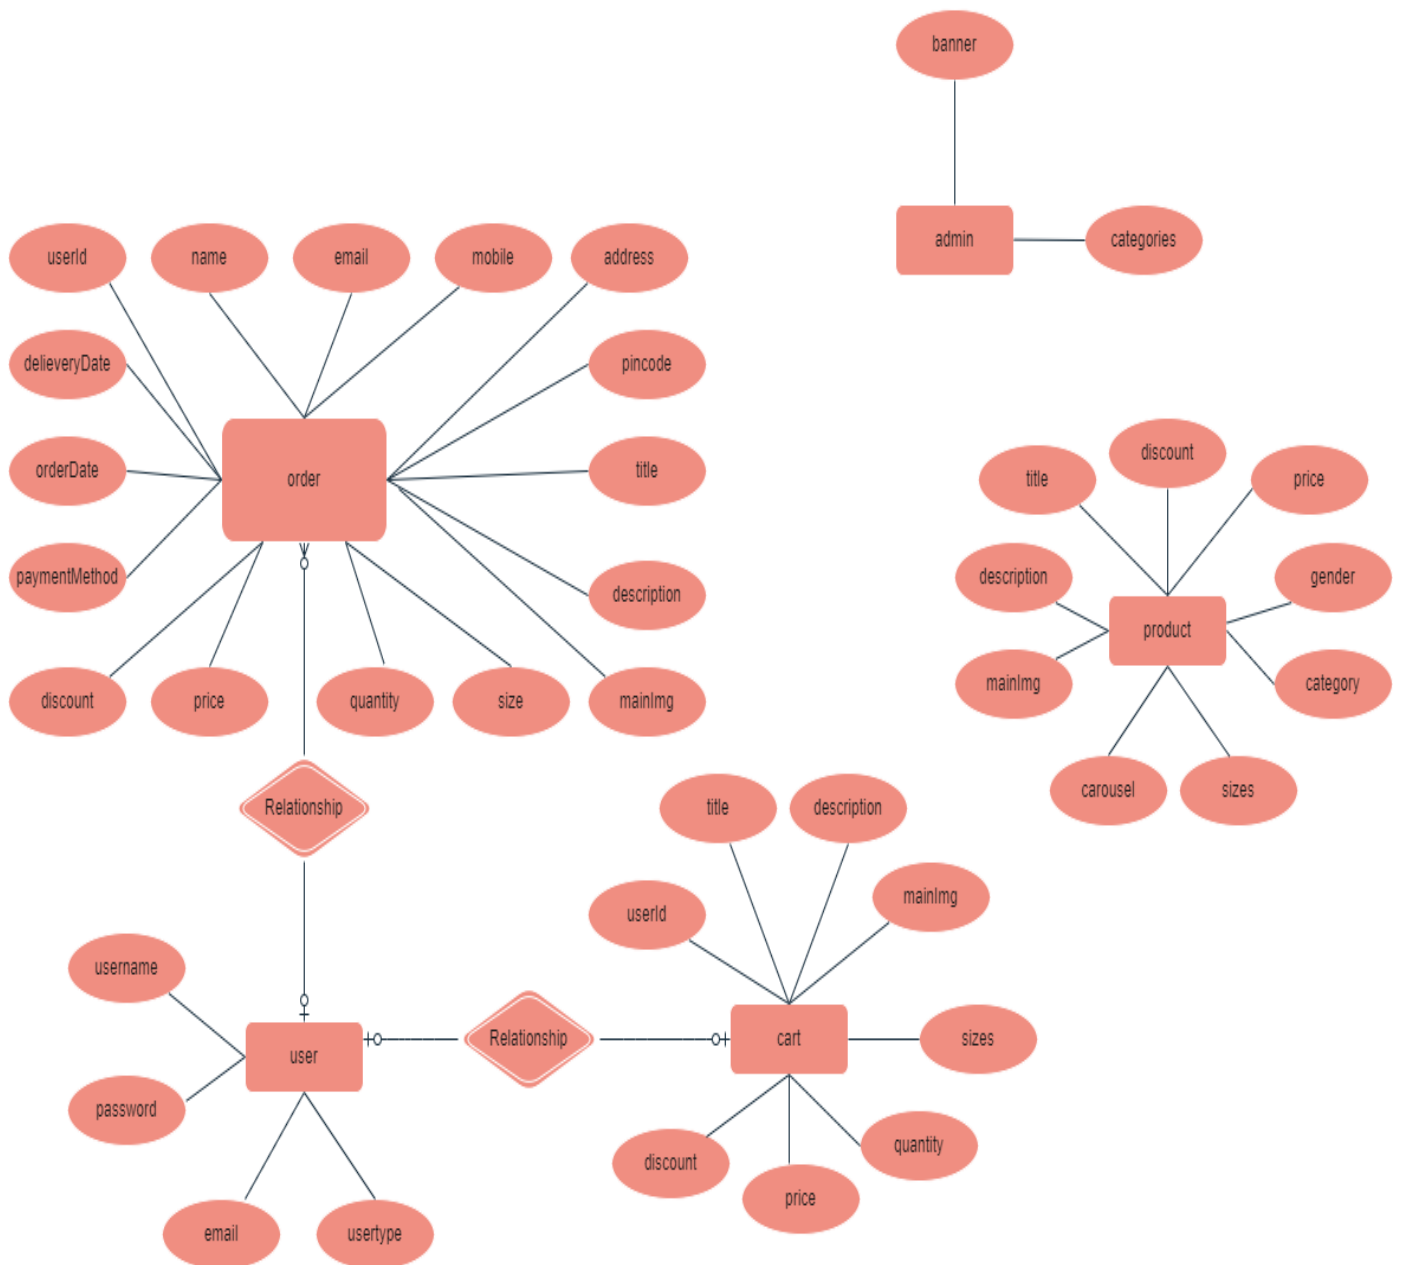 banner
admin
categories
userId
name
email
mobile
address
delieveryDate
pincode
orderDate
order
title
paymentMethod
description
discount
price
quantity
size
mainImg
title
discount
price
description
gender
product
mainImg
category
carousel
sizes
Relationship
title
description
userId
mainImg
username
user
Relationship
cart
sizes
password
discount
price
quantity
email
usertype